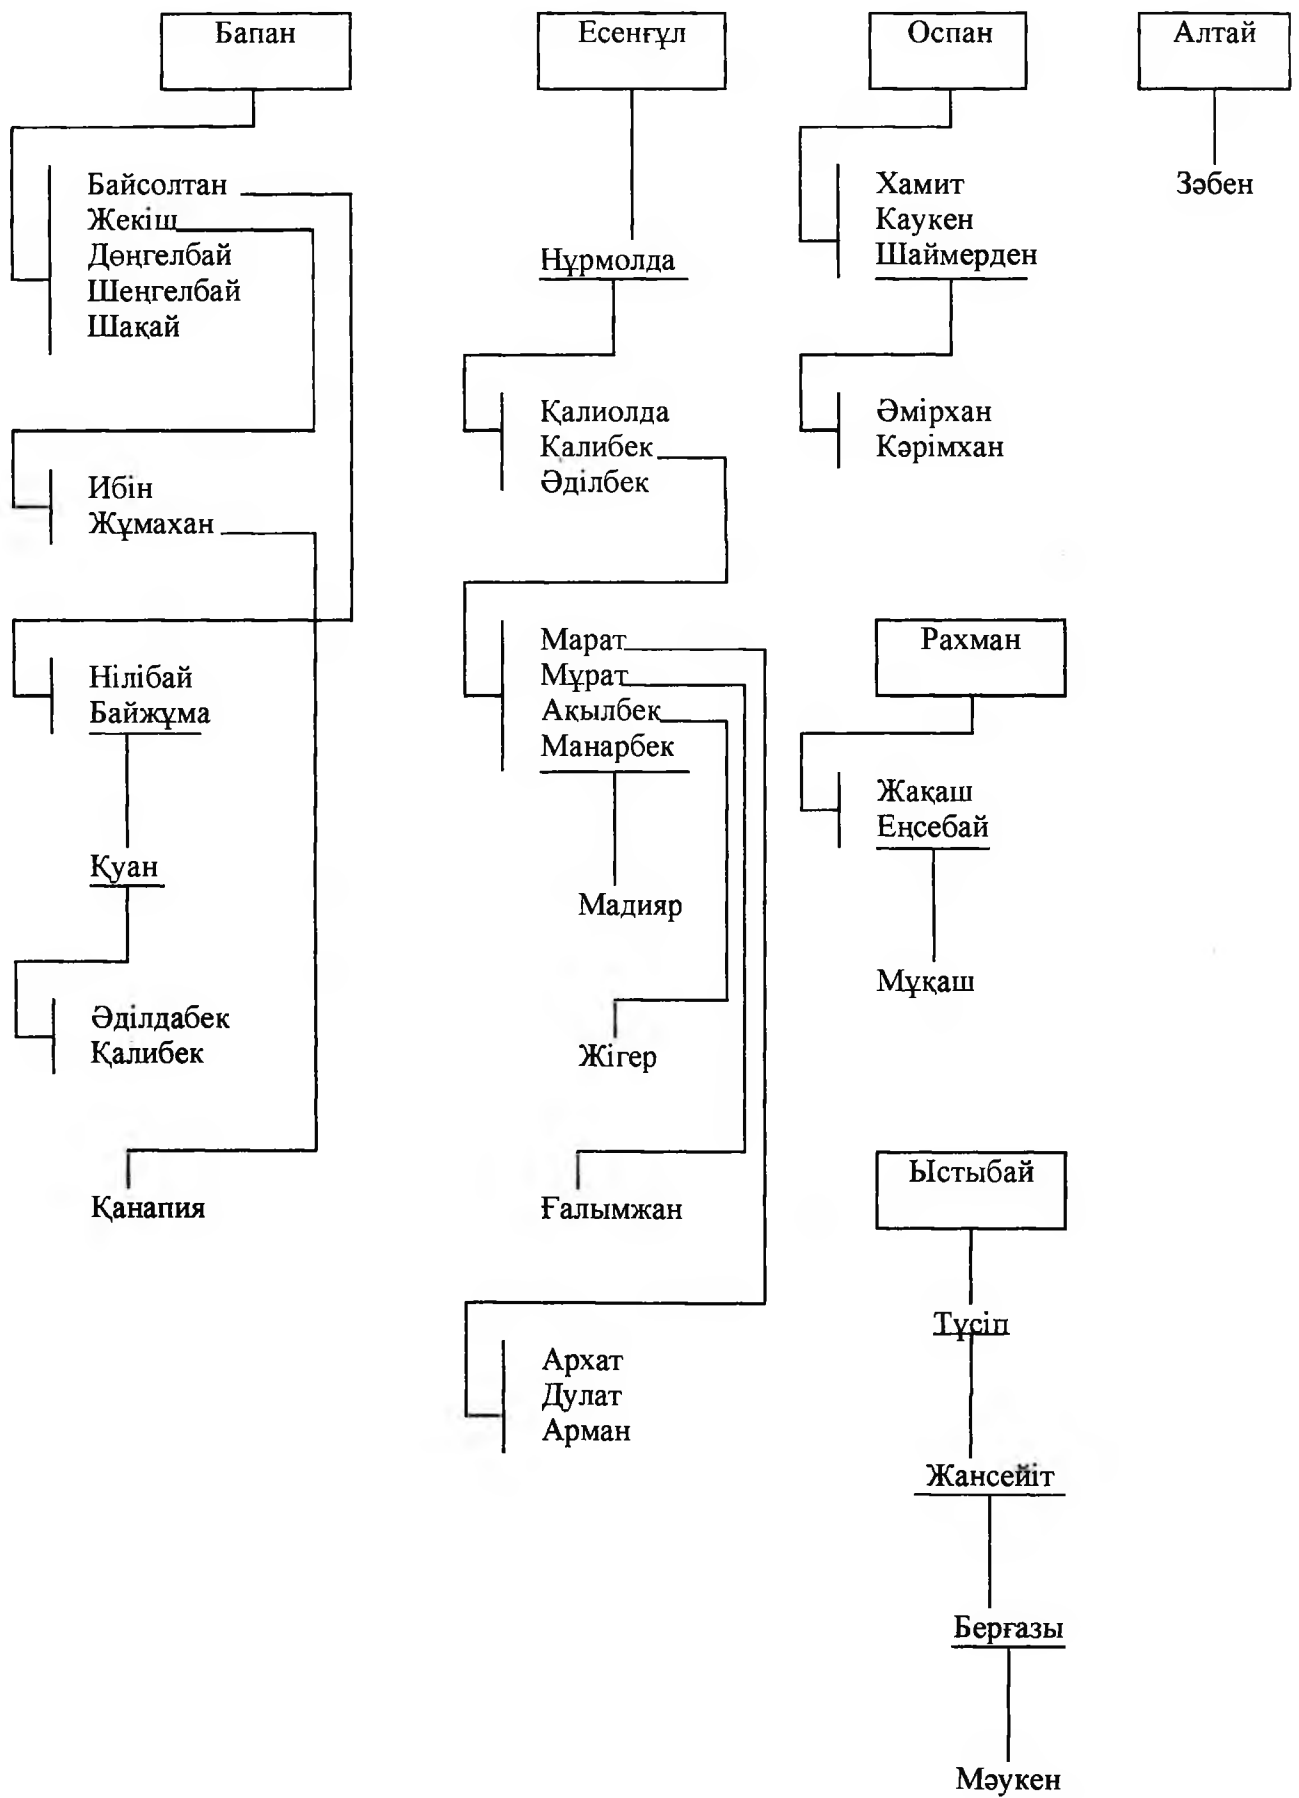 Бапан
Байсолтан
Жекіш
Дөңгелбай
Шеңгелбай
Шақай
Ибін
Жұмахан
Нілібай
Байжұма
Қуан
Әділдабек
Қалибек
Қанапия
Есенғұл
Нұрмолда
Қалиолда
Қалибек
Әділбек
Марат
Мұрат
Ақылбек
Манарбек
Мадияр
Жігер
Ғалымжан
Архат
Дулат
Арман
Оспан
Хамит
Каукен
Шаймерден
Әмірхан
Кәрімхан
Алтай
Зәбен
Рахман
Жақаш
Еңсебай
Мұқаш
Ыстыбай
Түсіп
Жансейіт
Берғазы
Мәукен